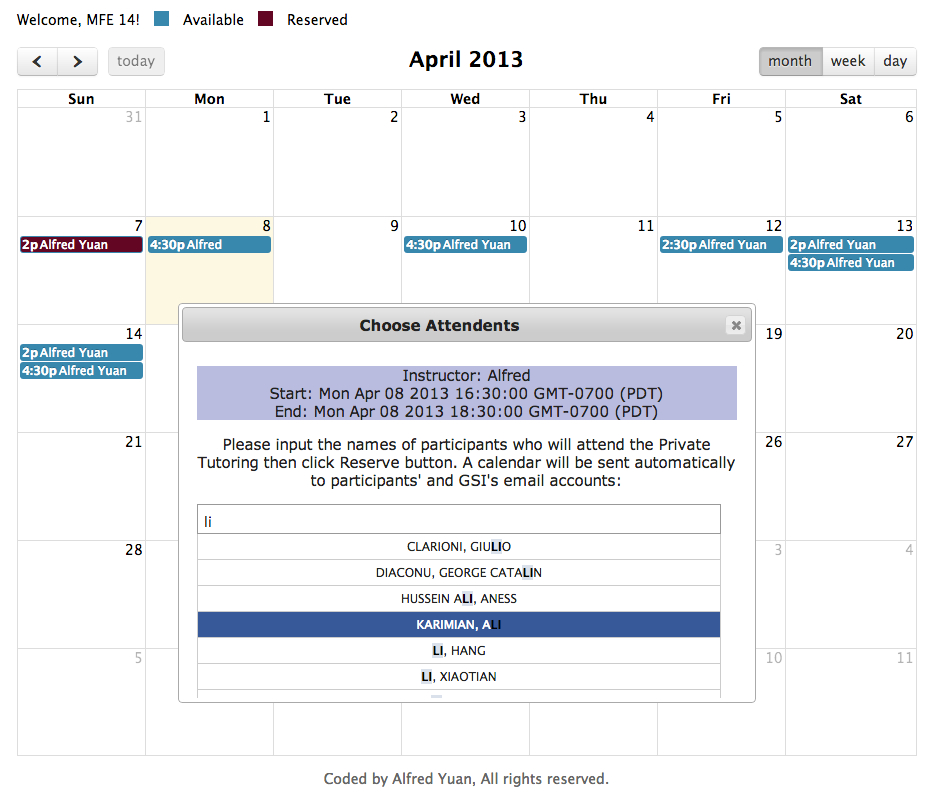 Welcome, MFE 14! Available Reserved
today April 2013 month week day
Sun Mon Tue Wed Thu Fri Sat
31 1 2 3 4 5 6
7 8 9 10 11 12 13
2p Alfred Yuan 4:30p Alfred 4:30p Alfred Yuan 2:30p Alfred Yuan 2p Alfred Yuan
4:30p Alfred Yuan
14 19 20
2p Alfred Yuan
4:30p Alfred Yuan
21 26 27
28 3 4
5 10 11
Choose Attendents
Instructor: Alfred
Start: Mon Apr 08 2013 16:30:00 GMT-0700 (PDT)
End: Mon Apr 08 2013 18:30:00 GMT-0700 (PDT)
Please input the names of participants who will attend the Private
Tutoring then click Reserve button. A calendar will be sent automatically
to participants' and GSI's email accounts:
li
CLARIONI, GIULIO
DIACONU, GEORGE CATALIN
HUSSEIN ALI, ANESS
KARIMIAN, ALI
LI, HANG
LI, XIAOTIAN
Coded by Alfred Yuan, All rights reserved.